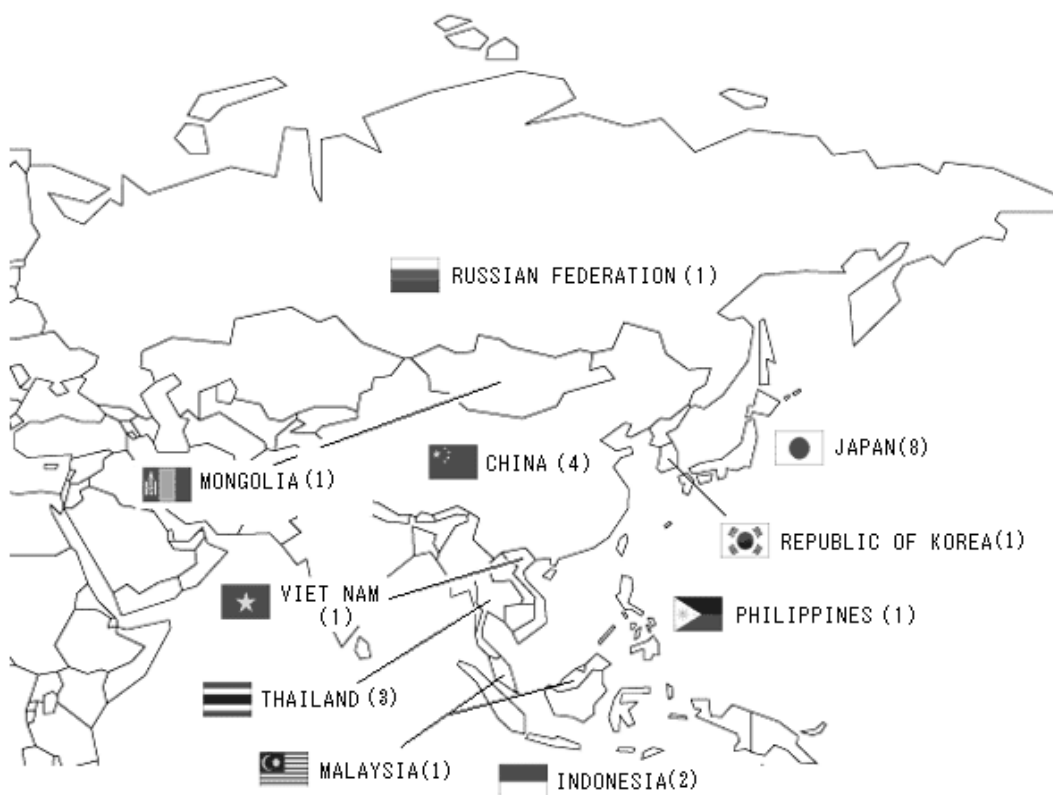 RUSSIAN FEDERATION(1)
JAPAN(8)
CHINA(4)
MONGOLIA(1)
REPUBLIC OF KOREA(1)
VIET NAM
(1)
PHILIPPINES(1)
THAILAND(3)
MALAYSIA(1)
INDONESIA(2)